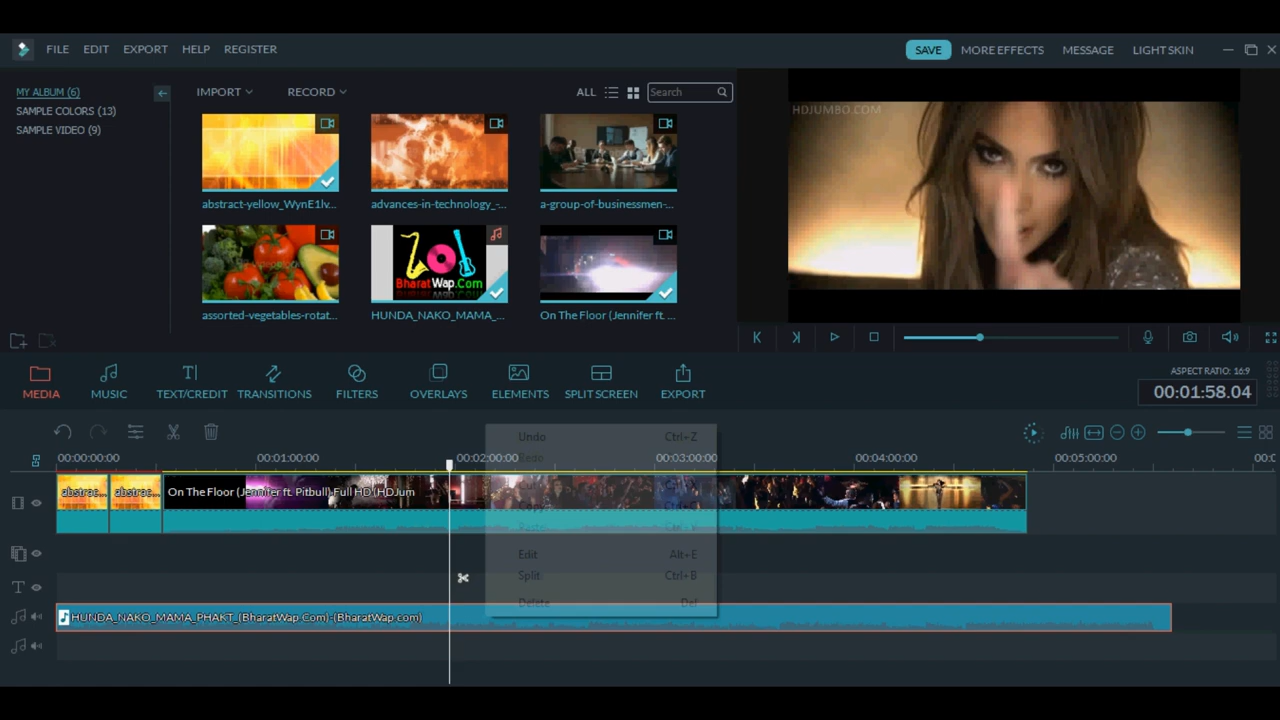 FILE EDIT EXPORT HELP REGISTER SAVE MORE EFFECTS MESSAGE LIGHT SKIN
MY ALBUM (6)
SAMPLE COLORS (13)
SAMPLE VIDEO (9)
IMPORT RECORD ALL Search
abstract-yellow_WynE1lv...
advances-in-technology_-...
a-group-of-businessmen-...
BharatWap.Com
assorted-vegetables-rotat...
HUNDA_NAKO_MAMA_...
On The Floor (Jennifer ft. ...
HDJUMBO.COM
MEDIA MUSIC TEXT/CREDIT TRANSITIONS FILTERS OVERLAYS ELEMENTS SPLIT SCREEN EXPORT
ASPECT RATIO: 16:9
00:01:58.04
Undo Ctrl+Z
Redo
00:00:00:00 00:01:00:00 00:02:00:00 00:03:00:00 00:04:00:00 00:05:00:00
abstrac... abstrac... On The Floor (Jennifer ft. Pitbull) Full HD(HDJum
Edit Alt+E
Split Ctrl+B
Delete Del
HUNDA_NAKO_MAMA_PHAKT_(BharatWap.Com)-(BharatWap.com)